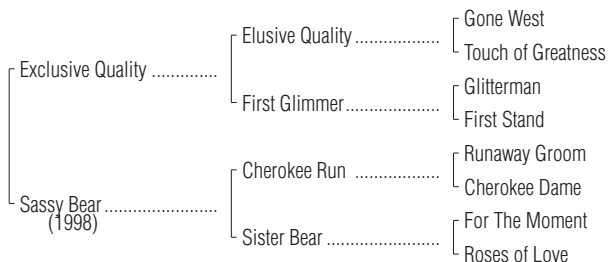 Gone West
Elusive Quality ..................
Touch of Greatness
Exclusive Quality ..............
Glitterman
First Glimmer....................
First Stand
Runaway Groom
Cherokee Run ..................
Cherokee Dame
Sassy Bear........................
(1998)
For The Moment
Sister Bear ........................
Roses of Love